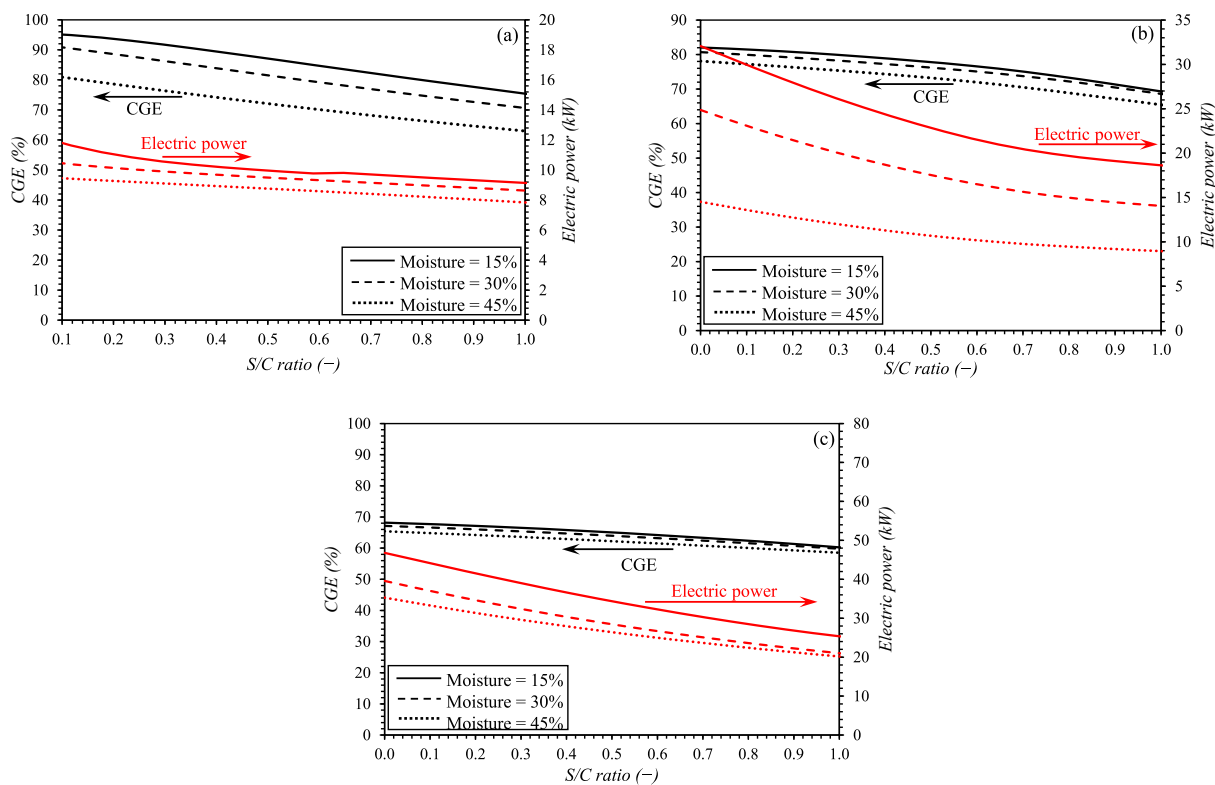 (a)
100
90
80
70
60
50
40
30
20
10
0
CGE (%)
20
18
16
14
12
10
8
6
4
2
0
Electric power (kW)
CGE
Electric power
Moisture = 15%
Moisture = 30%
Moisture = 45%
0.1 0.2 0.3 0.4 0.5 0.6 0.7 0.8 0.9 1.0
S/C ratio (−)
(b)
90
80
70
60
50
40
30
20
10
0
CGE (%)
35
30
25
20
15
10
5
0
Electric power (kW)
CGE
Electric power
Moisture = 15%
Moisture = 30%
Moisture = 45%
0.0 0.1 0.2 0.3 0.4 0.5 0.6 0.7 0.8 0.9 1.0
S/C ratio (−)
(c)
100
90
80
70
60
50
40
30
20
10
0
CGE (%)
80
70
60
50
40
30
20
10
0
Electric power (kW)
CGE
Electric power
Moisture = 15%
Moisture = 30%
Moisture = 45%
0.0 0.1 0.2 0.3 0.4 0.5 0.6 0.7 0.8 0.9 1.0
S/C ratio (−)